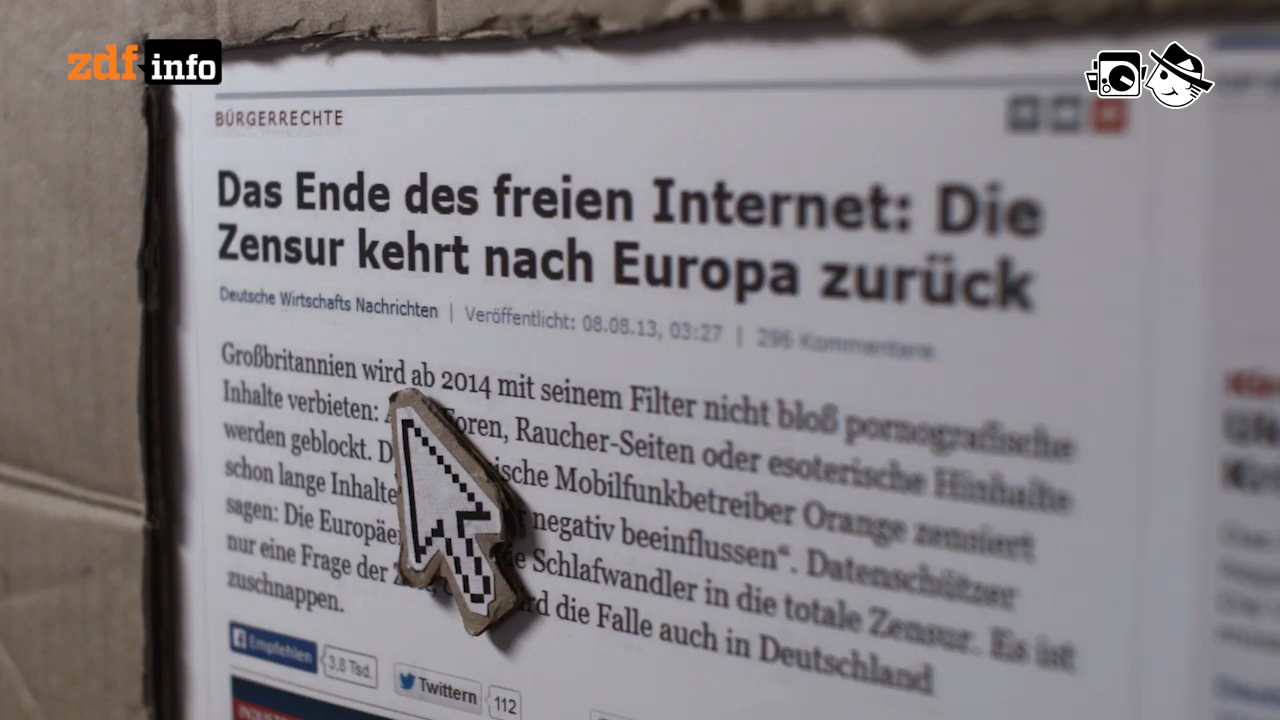 zdf info
BÜRGERRECHTE
Das Ende des freien Internet: Die
Zensur kehrt nach Europa zurück
Deutsche Wirtschafts Nachrichten | Veröffentlicht: 08.08.13, 03:27 | 296 Kommentare
Großbritannien wird ab 2014 mit seinem Filter nicht bloß pornografische
Inhalte verbieten: Foren, Raucher-Seiten oder esoterische Hinhalte
werden geblockt. ische Mobilfunkbetreiber Orange zensiert
schon lange Inhalte negativ beeinflussen“. Datenschützer
sagen: Die Europäer die Schlafwandler in die totale Zensur. Es ist
nur eine Frage der rd die Falle auch in Deutschland
zuschnappen.
Empfehlen 3,8 Tsd. Twittern 112